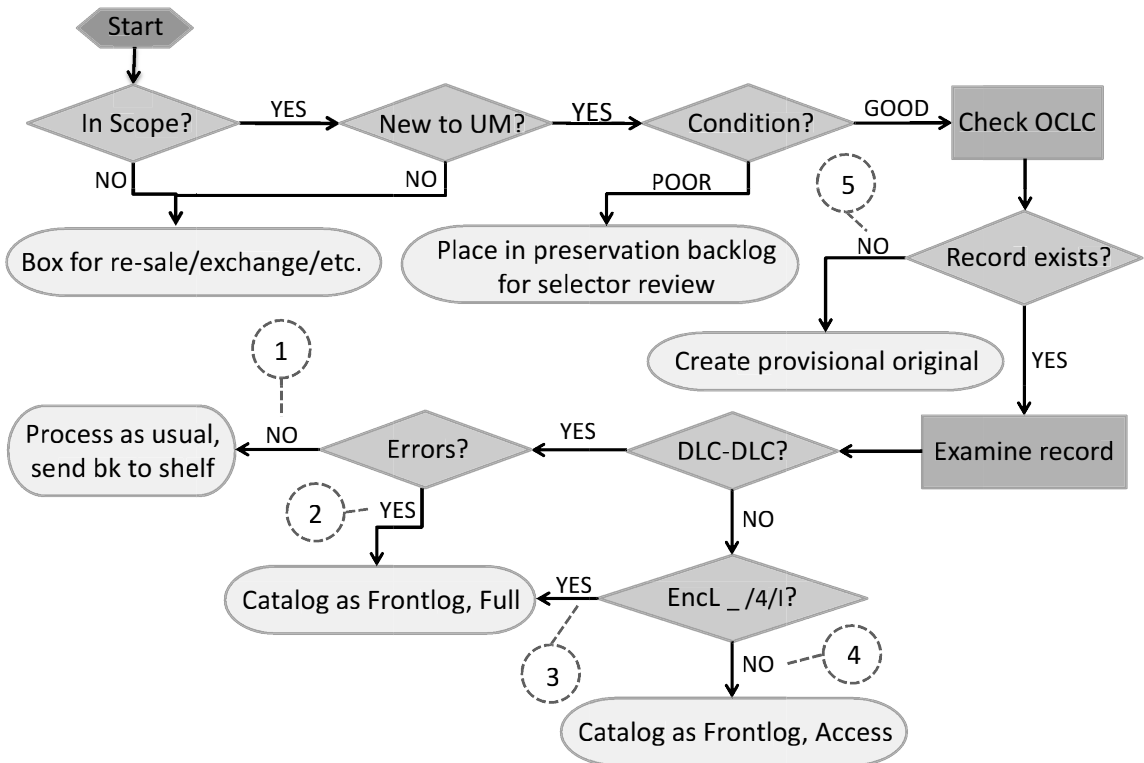 Start
In Scope?
YES
New to UM?
YES
Condition?
GOOD
Check OCLC
NO
NO
POOR
5
Box for re-sale/exchange/etc.
Place in preservation backlog
for selector review
NO
Record exists?
1
Create provisional original
YES
Process as usual,
send bk to shelf
NO
Errors?
YES
DLC-DLC?
Examine record
2
YES
NO
Catalog as Frontlog, Full
YES
EncL _ /4/I?
3
NO
4
Catalog as Frontlog, Access